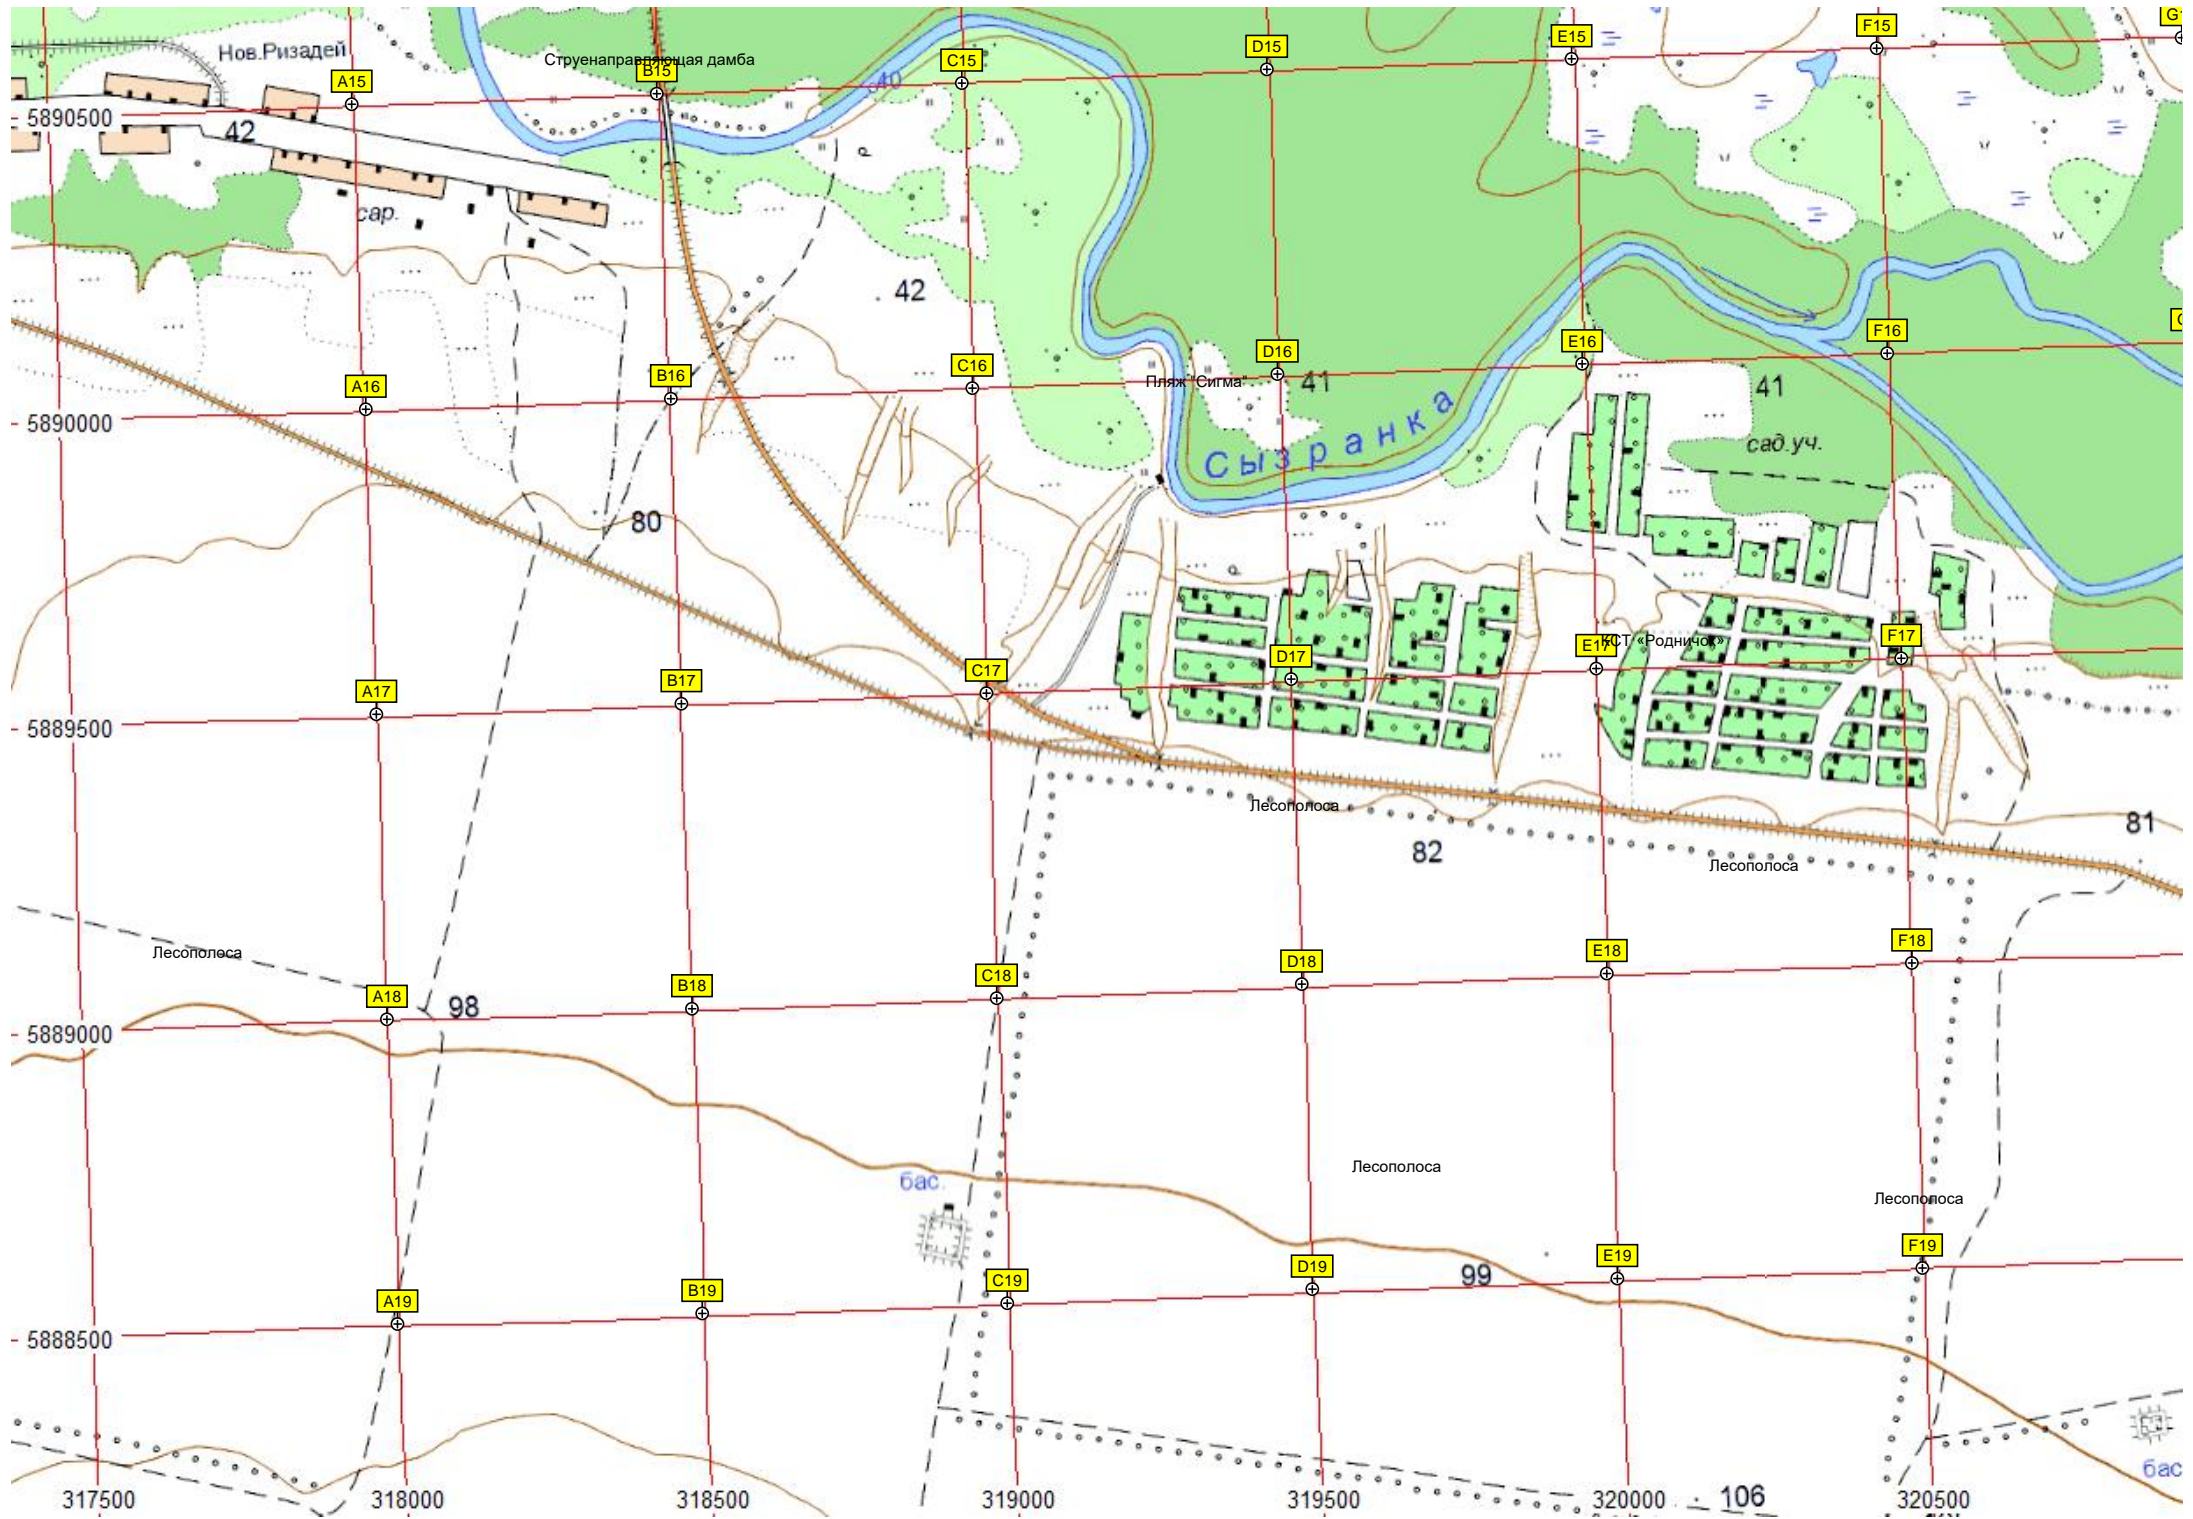 Нов.Ризадей
Струенаправляющая дамба
A15
B15
C15
D15
E15
F15
40
5890500
42
сар.
42
A16
B16
C16
D16
E16
F16
Пляж "Сигма"
41
41
5890000
Сызранка
сад.уч.
80
A17
B17
C17
D17
E17
КСТ «Родничок»
F17
5889500
Лесополоса
82
81
Лесополоса
Лесополоса
A18
B18
C18
D18
E18
F18
98
5889000
Лесополоса
бас.
Лесополоса
A19
B19
C19
D19
99
E19
F19
5888500
бас
317500
318000
318500
319000
319500
320000
106
320500